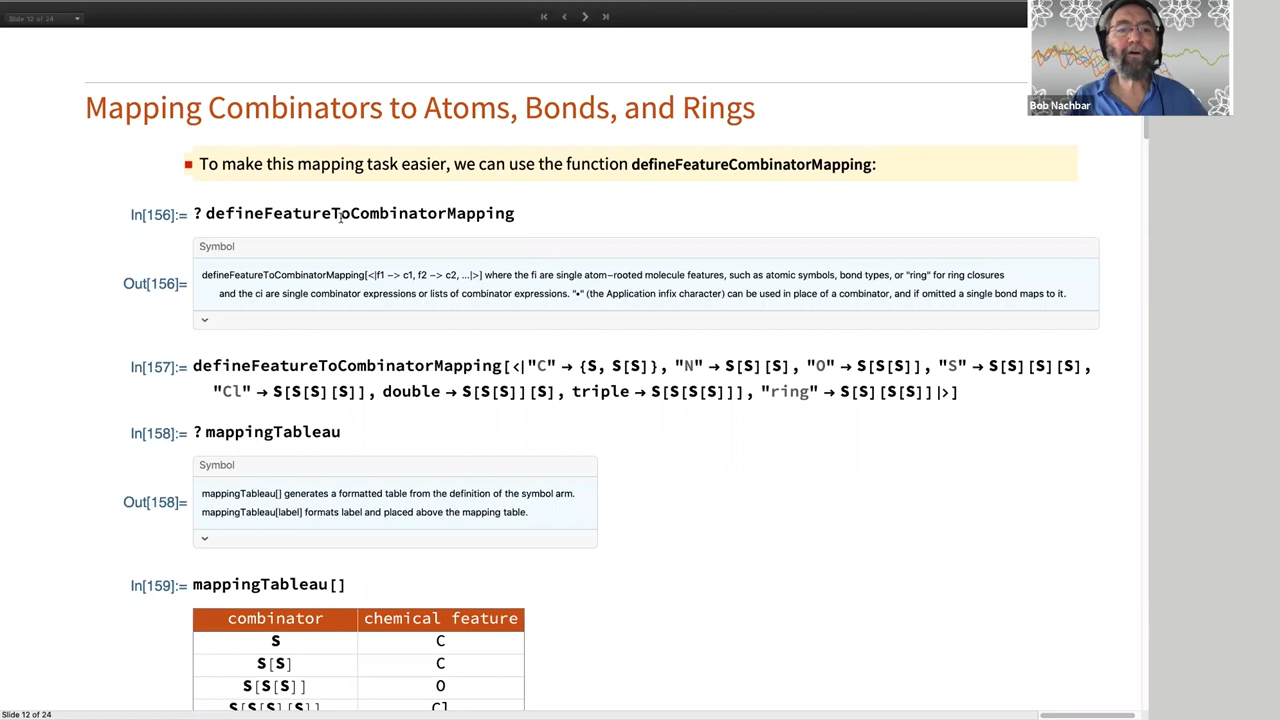 Slide 12 of 24
Bob Nachbar
Mapping Combinators to Atoms, Bonds, and Rings
To make this mapping task easier, we can use the function defineFeatureCombinatorMapping:
In[156]:= ? defineFeatureToCombinatorMapping
Symbol
Out[156]= defineFeatureToCombinatorMapping[<|f1 -> c1, f2 -> c2, ...|>] where the fi are single atom-rooted molecule features, such as atomic symbols, bond types, or "ring" for ring closures
and the ci are single combinator expressions or lists of combinator expressions. "•" (the Application infix character) can be used in place of a combinator, and if omitted a single bond maps to it.
In[157]:= defineFeatureToCombinatorMapping[<|"C" → {S, S[S]}, "N" → S[S][S], "O" → S[S[S]], "S" → S[S][S][S],
"Cl" → S[S[S][S]], double → S[S[S]][S], triple → S[S[S[S]]], "ring" → S[S][S[S]]|>]
In[158]:= ? mappingTableau
Symbol
Out[158]= mappingTableau[] generates a formatted table from the definition of the symbol arm.
mappingTableau[label] formats label and placed above the mapping table.
In[159]:= mappingTableau[]
combinator chemical feature
S C
S[S] C
S[S[S]] O
S[S[S][S]] Cl
Slide 12 of 24